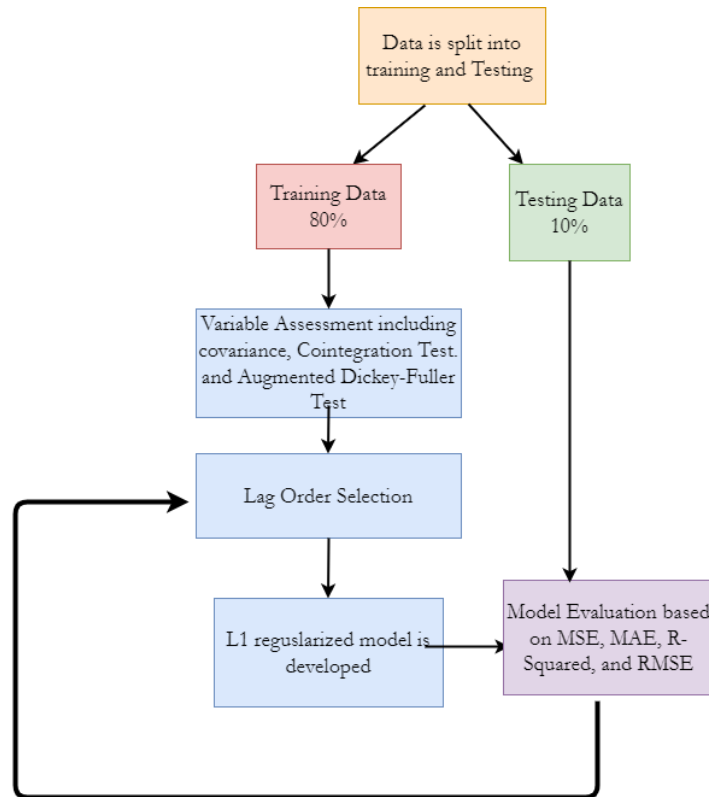 Data is split into
training and Testing
Training Data
80%
Testing Data
10%
Variable Assessment including
covariance, Cointegration Test.
and Augmented Dickey-Fuller
Test
Lag Order Selection
L1 reguslarized model is
developed
Model Evaluation based
on MSE, MAE, R-
Squared, and RMSE